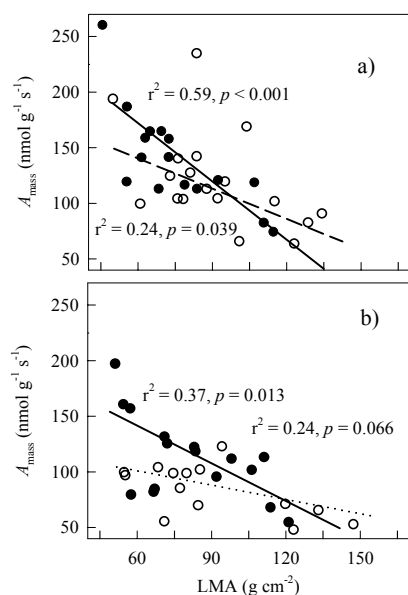 250
200
150
100
50
A_mass (nmol g⁻¹ s⁻¹)
a)
r² = 0.59, p < 0.001
r² = 0.24, p = 0.039
250
200
150
100
50
A_mass (nmol g⁻¹ s⁻¹)
b)
r² = 0.37, p = 0.013
r² = 0.24, p = 0.066
60 90 120 150
LMA (g cm⁻²)